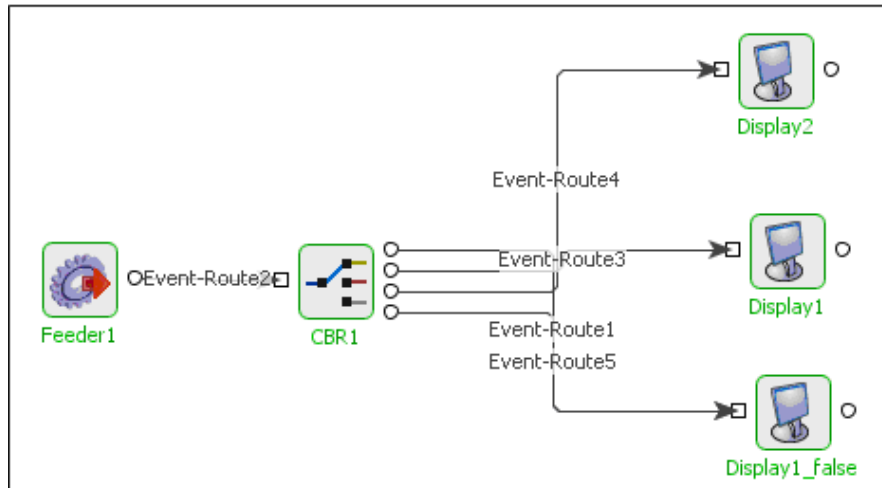 Display2
Event-Route4
Event-Route2
Event-Route3
Display1
Feeder1
CBR1
Event-Route1
Event-Route5
Display1_false